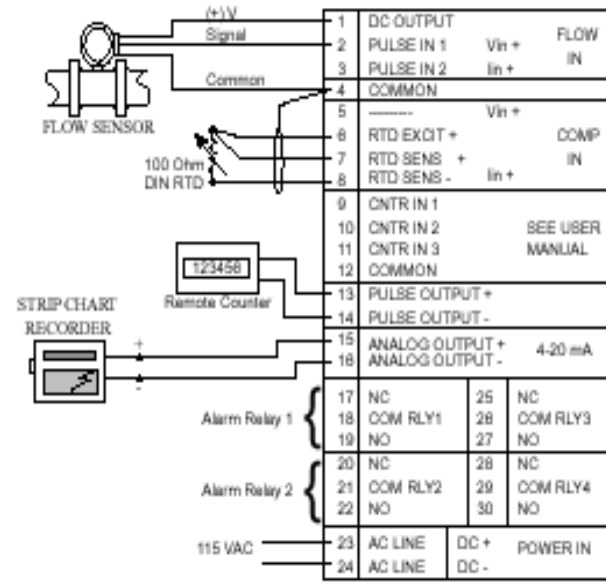 (+) V
Signal
Common
FLOW SENSOR
100 Ohm
DIN RTD
123456
Remote Counter
STRIP CHART
RECORDER
+
-
Alarm Relay 1
Alarm Relay 2
115 VAC
1 DC OUTPUT
2 PULSE IN 1 Vin +
3 PULSE IN 2 Iin +
FLOW
IN
4 COMMON
5 --------- Vin +
6 RTD EXCIT +
7 RTD SENS +
8 RTD SENS - Iin +
COMP
IN
9 CNTR IN 1
10 CNTR IN 2
11 CNTR IN 3
12 COMMON
SEE USER
MANUAL
13 PULSE OUTPUT +
14 PULSE OUTPUT -
15 ANALOG OUTPUT +
16 ANALOG OUTPUT -
4-20 mA
17 NC 25 NC
18 COM RLY1 26 COM RLY3
19 NO 27 NO
20 NC 28 NC
21 COM RLY2 29 COM RLY4
22 NO 30 NO
23 AC LINE DC +
24 AC LINE DC -
POWER IN